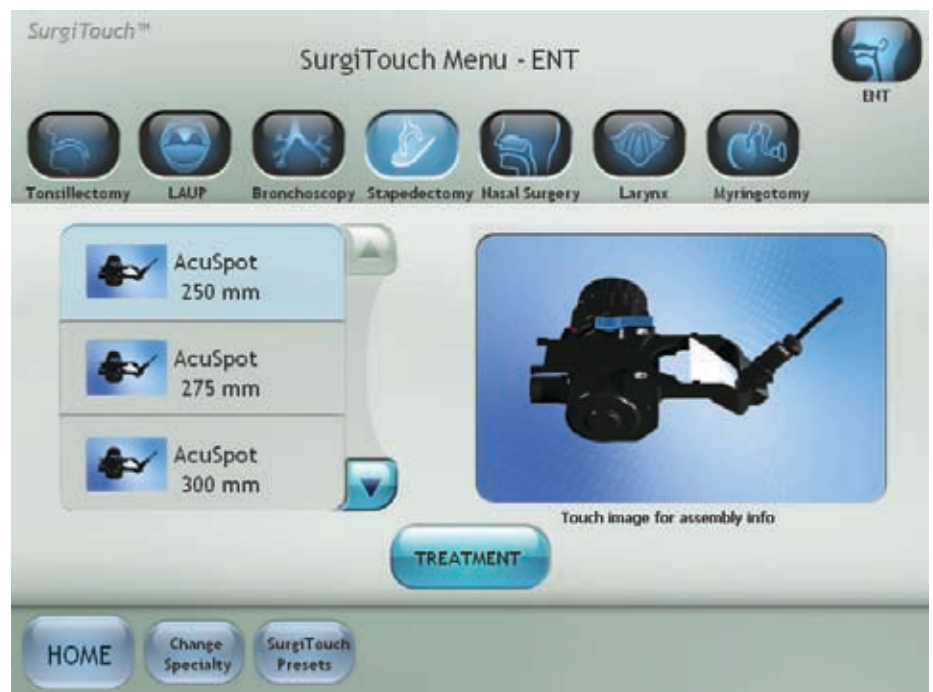 SurgiTouch™
SurgiTouch Menu - ENT
ENT
Tonsillectomy LAUP Bronchoscopy Stapedectomy Nasal Surgery Larynx Myringotomy
AcuSpot
250 mm
AcuSpot
275 mm
AcuSpot
300 mm
Touch image for assembly info
TREATMENT
HOME
Change
Specialty
SurgiTouch
Presets